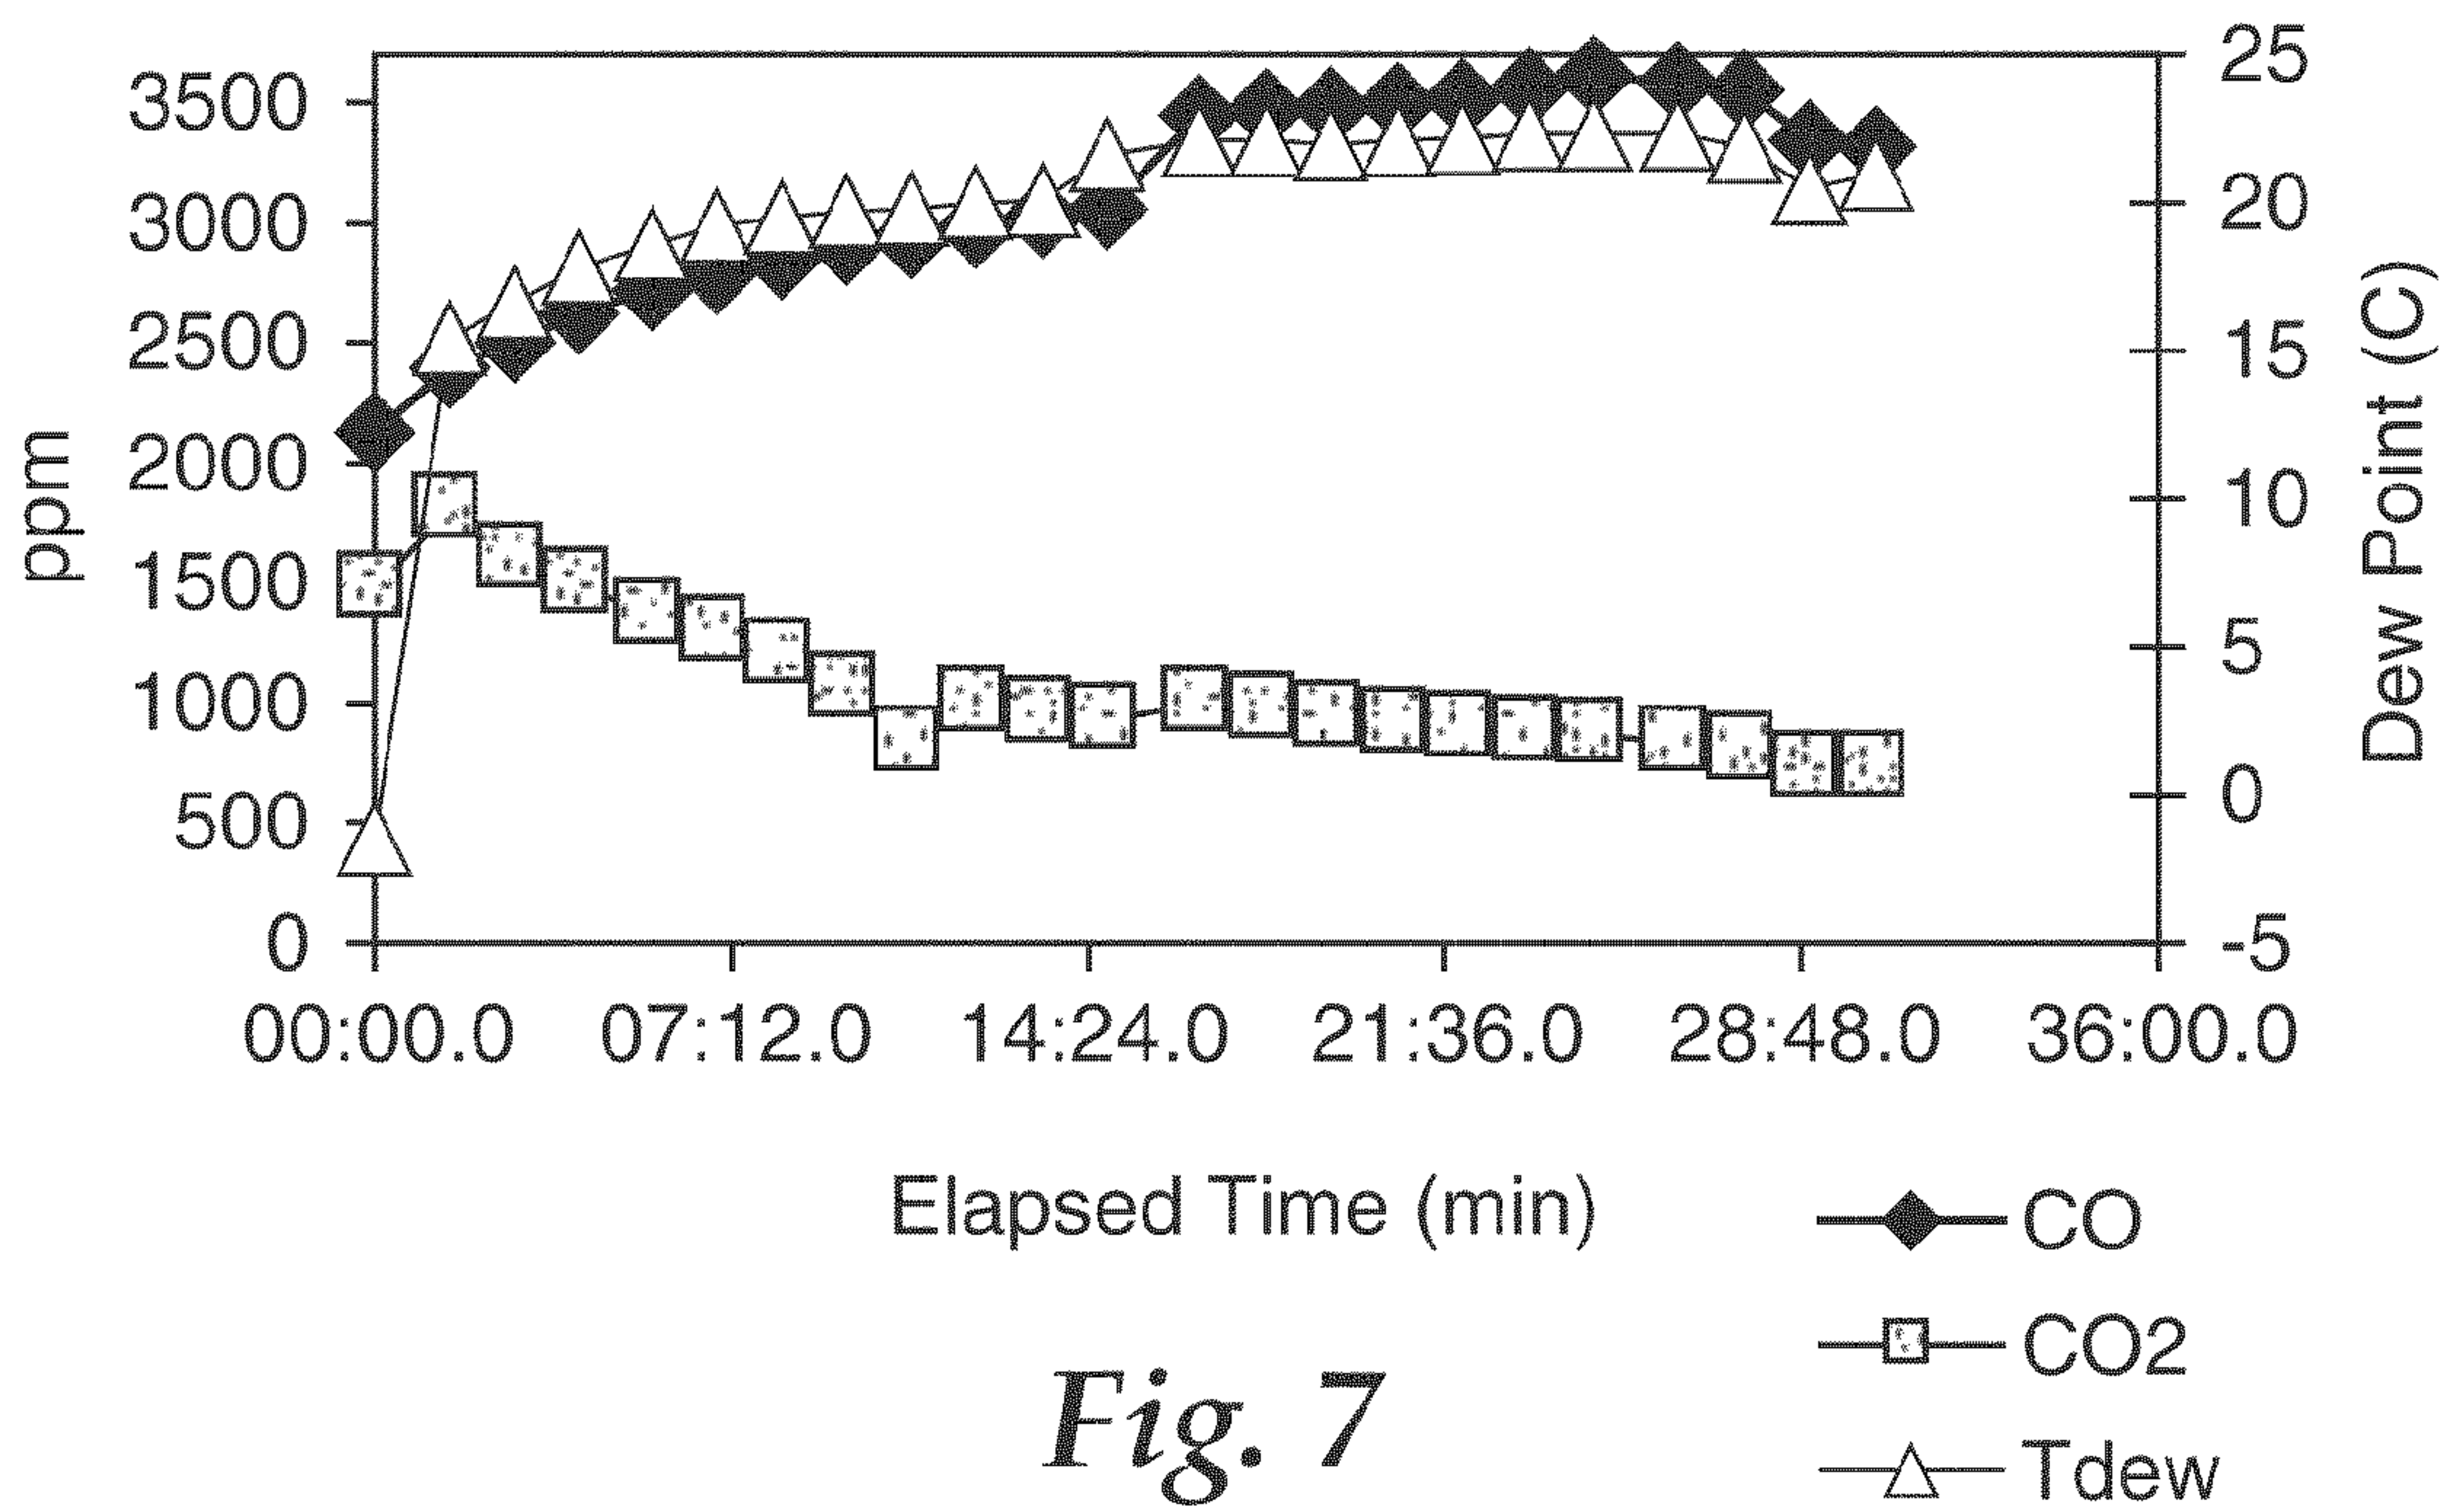 ppm
3500
3000
2500
2000
1500
1000
500
0
25
20
15
10
5
0
-5
Dew Point (C)
00:00.0 07:12.0 14:24.0 21:36.0 28:48.0 36:00.0
Elapsed Time (min)
CO
CO2
Tdew
Fig. 7